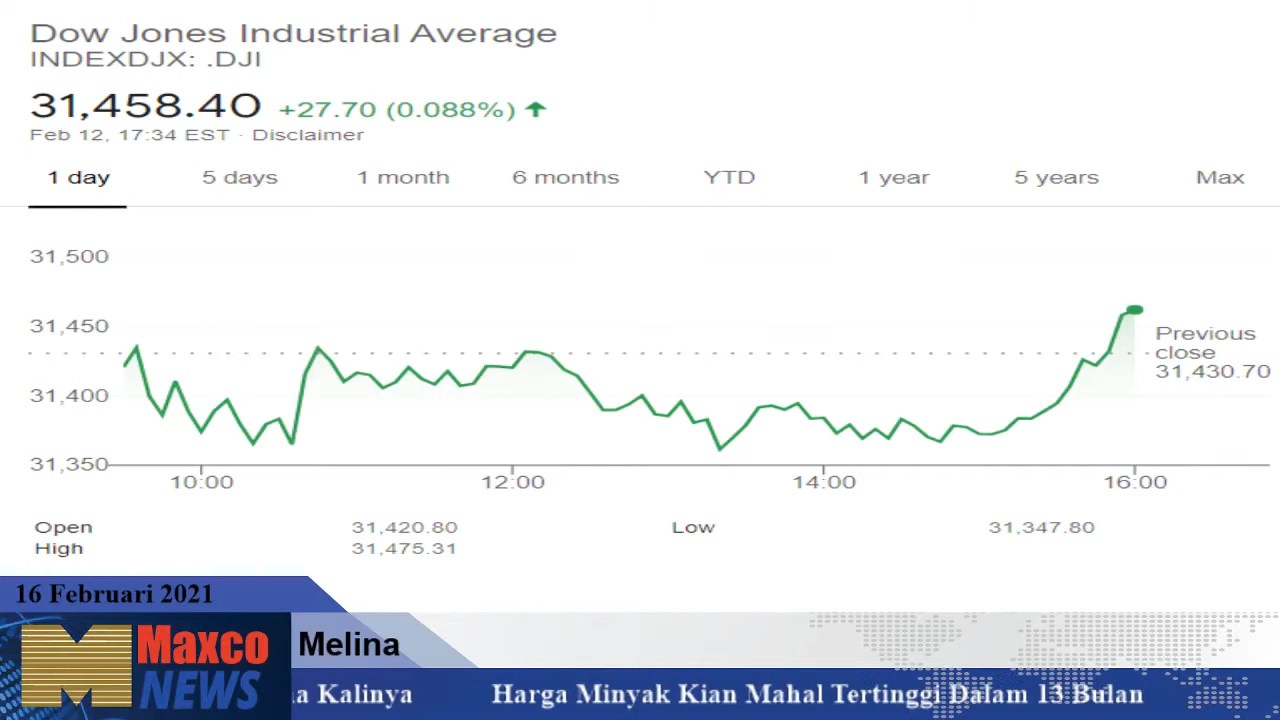 Dow Jones Industrial Average
INDEXDJX: .DJI
31,458.40 +27.70 (0.088%)
Feb 12, 17:34 EST · Disclaimer
1 day 5 days 1 month 6 months YTD 1 year 5 years Max
31,500
31,450
31,400
31,350
Previous
close
31,430.70
10:00 12:00 14:00 16:00
Open 31,420.80 Low 31,347.80
High 31,475.31
16 Februari 2021
Maxco
NEWS
Melina
Kalinya Harga Minyak Kian Mahal Tertinggi Dalam 13 Bulan